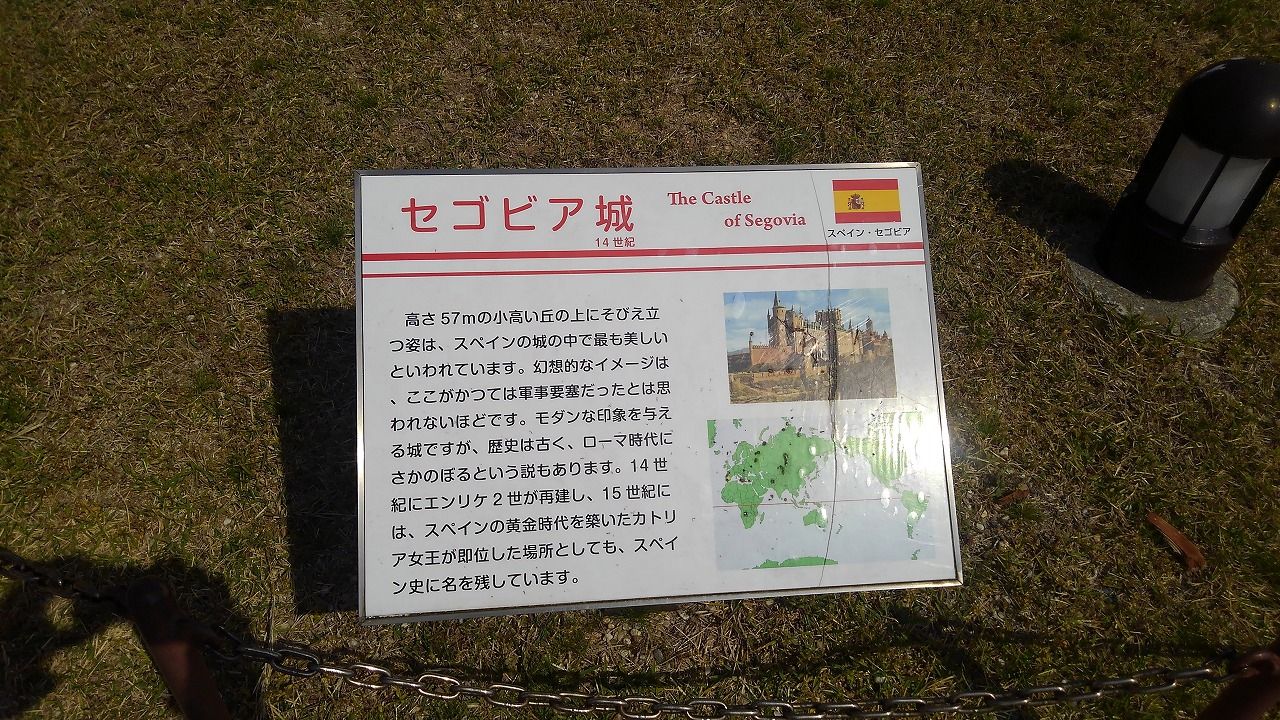 セゴビア城
14世紀
The Castle
of Segovia
スペイン・セゴビア
高さ57mの小高い丘の上にそびえ立
つ姿は、スペインの城の中で最も美しい
といわれています。幻想的なイメージは
、ここがかつては軍事要塞だったとは思
われないほどです。モダンな印象を与え
る城ですが、歴史は古く、ローマ時代に
さかのぼるという説もあります。14世
紀にエンリケ2世が再建し、15世紀に
は、スペインの黄金時代を築いたカトリ
ア女王が即位した場所としても、スペイ
ン史に名を残しています。